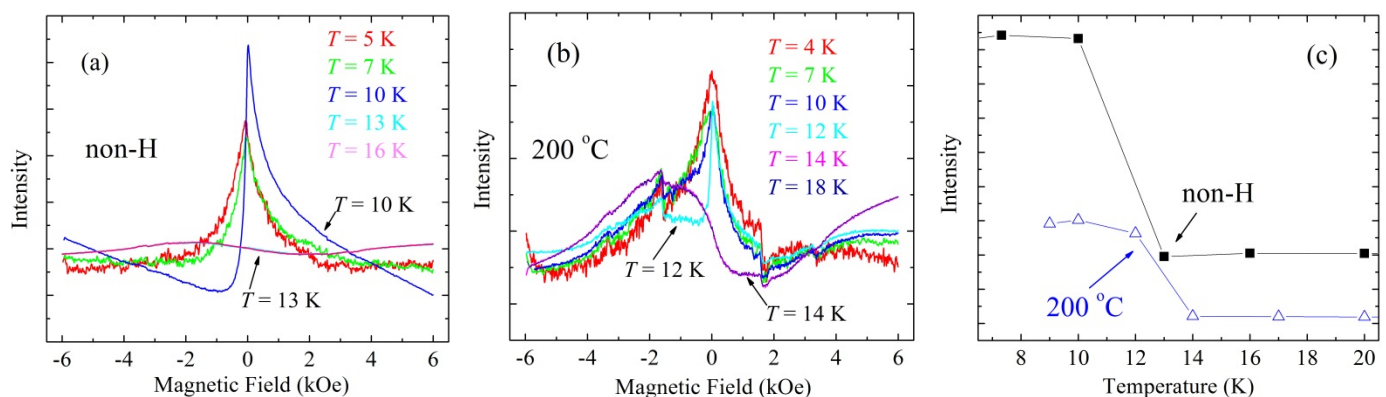 (a)
T = 5 K
T = 7 K
T = 10 K
T = 13 K
T = 16 K
non-H
T = 10 K
T = 13 K
Intensity
-6 -4 -2 0 2 4 6
Magnetic Field (kOe)
(b)
T = 4 K
T = 7 K
T = 10 K
T = 12 K
T = 14 K
T = 18 K
200 °C
T = 12 K
T = 14 K
Intensity
-6 -4 -2 0 2 4 6
Magnetic Field (kOe)
(c)
non-H
200 °C
Intensity
8 10 12 14 16 18 20
Temperature (K)